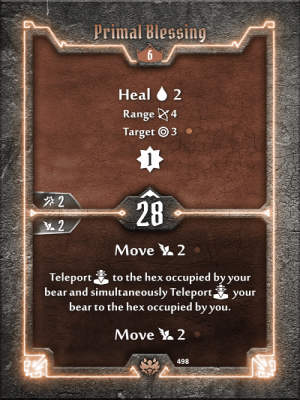 Primal Blessing
6
Heal 2
Range 4
Target 3
1
2
28
2
Move 2
Teleport to the hex occupied by your
bear and simultaneously Teleport your
bear to the hex occupied by you.
Move 2
498